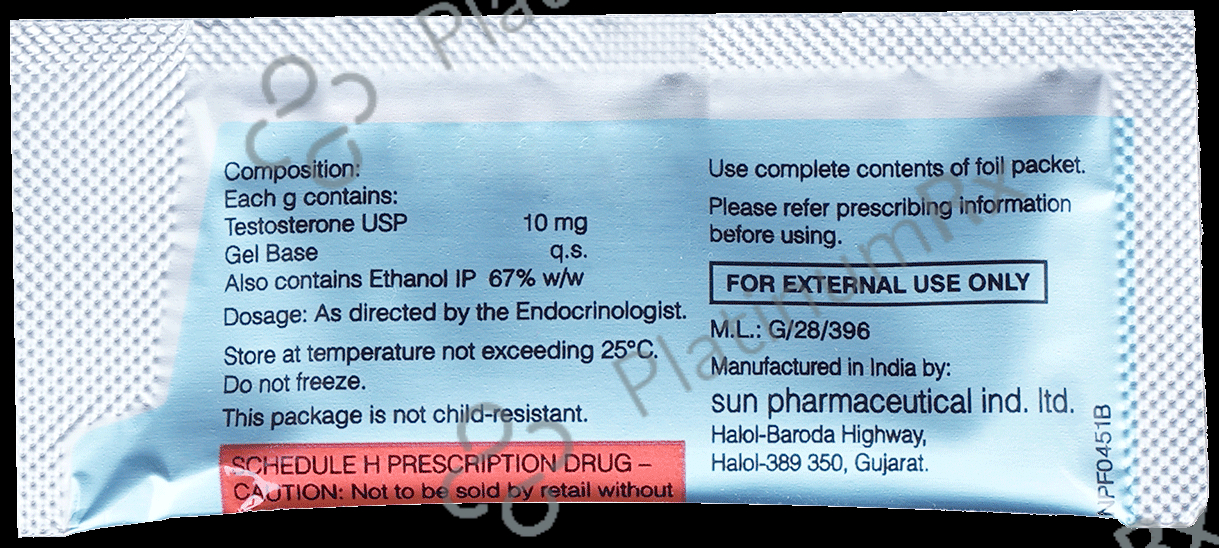 Composition:
Each g contains:
Testosterone USP 10 mg
Gel Base q.s.
Also contains Ethanol IP 67% w/w
Dosage: As directed by the Endocrinologist.
Store at temperature not exceeding 25°C.
Do not freeze.
This package is not child-resistant.
SCHEDULE H PRESCRIPTION DRUG –
CAUTION: Not to be sold by retail without
Use complete contents of foil packet.
Please refer prescribing information
before using.
FOR EXTERNAL USE ONLY
M.L.: G/28/396
Manufactured in India by:
sun pharmaceutical ind. ltd.
Halol-Baroda Highway,
Halol-389 350, Gujarat.
NPF0451B
PlatinumRx